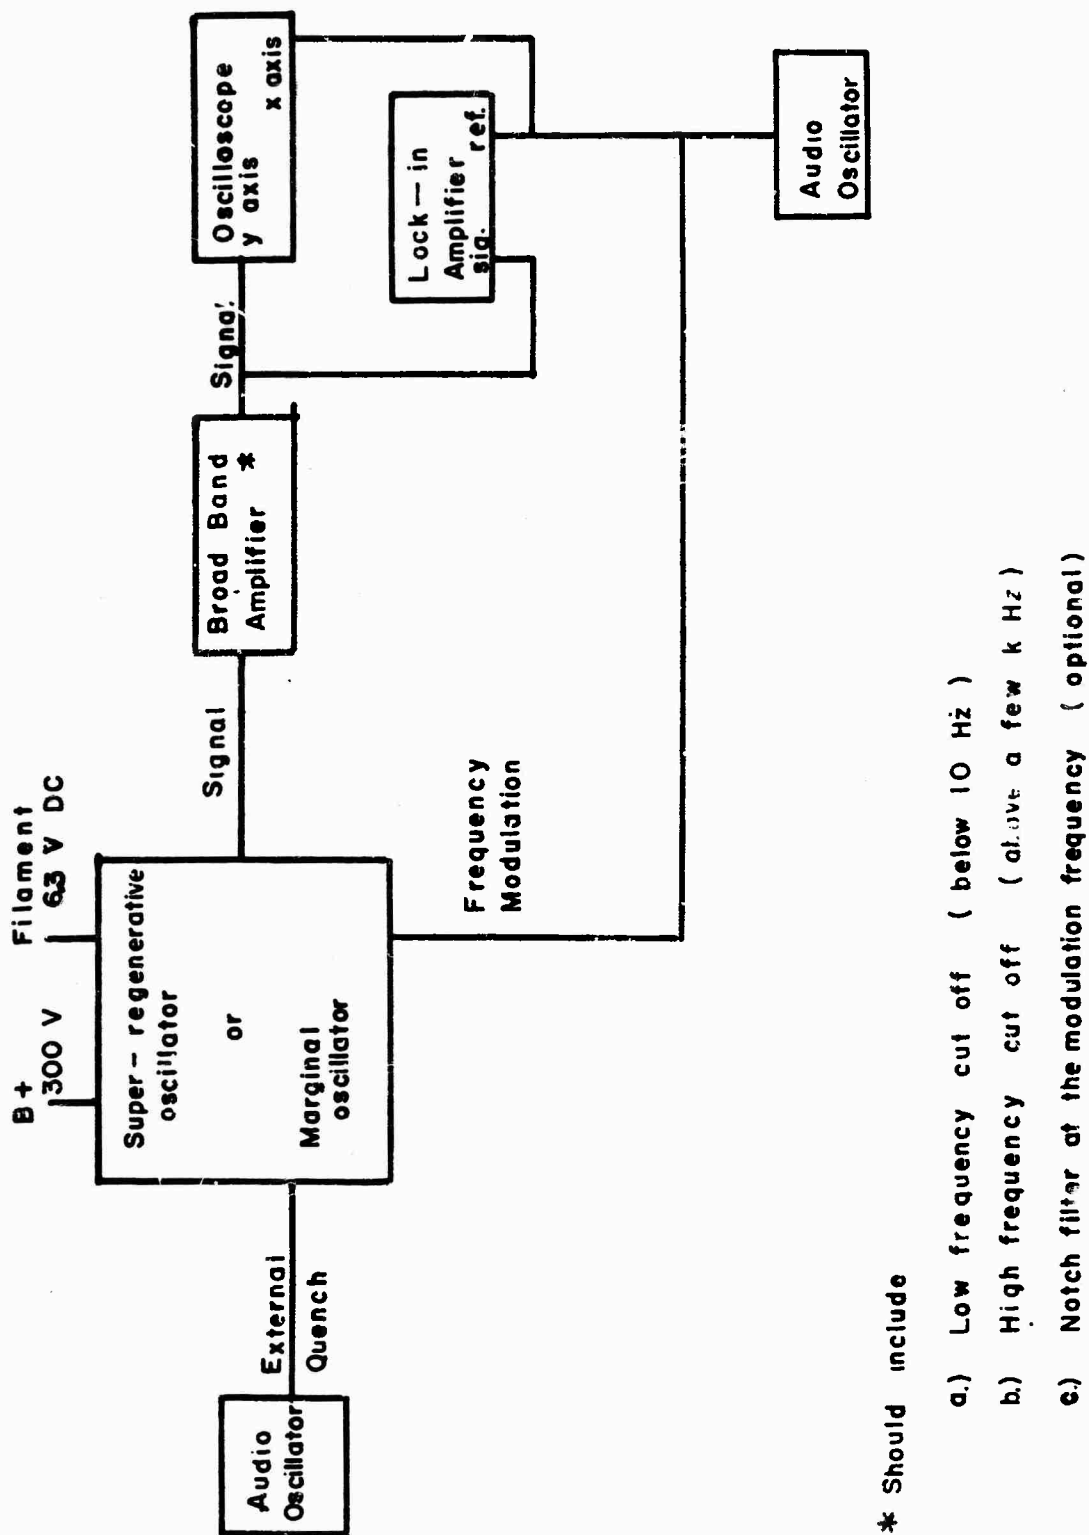 B+
300 V
Filament
6.3 V DC
Audio
Oscillator
External
Quench
Super - regenerative
oscillator
or
Marginal
oscillator
Signal
Broad Band
Amplifier *
Signal
Oscilloscope
y axis
x axis
Lock - in
Amplifier
sig. ref.
Frequency
Modulation
Audio
Oscillator
* Should include
a.) Low frequency cut off ( below 10 Hz )
b.) High frequency cut off ( above a few k Hz )
c.) Notch filter at the modulation frequency ( optional )